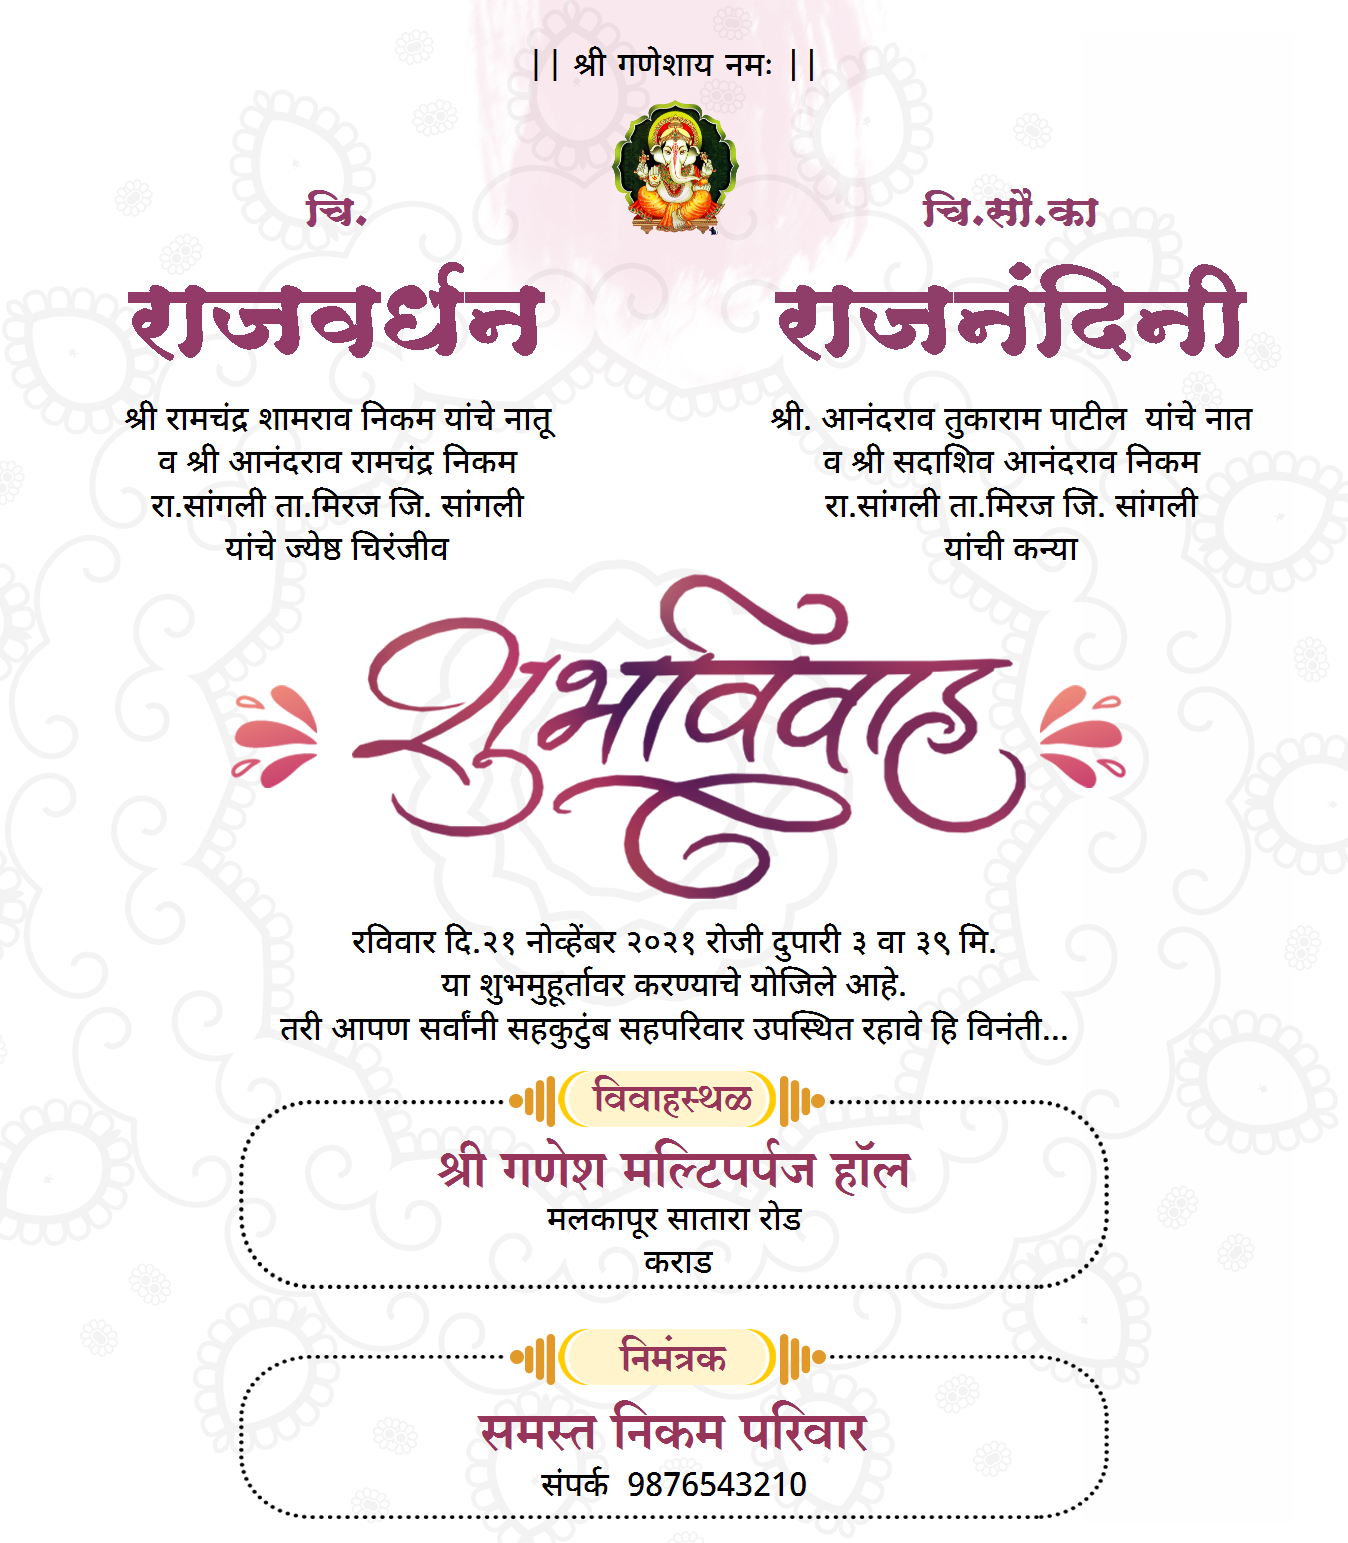 || श्री गणेशाय नमः ||
चि.
राजवर्धन
श्री रामचंद्र शामराव निकम यांचे नातू
व श्री आनंदराव रामचंद्र निकम
रा.सांगली ता.मिरज जि. सांगली
यांचे ज्येष्ठ चिरंजीव
चि.सौ.का
राजनंदिनी
श्री. आनंदराव तुकाराम पाटील यांचे नात
व श्री सदाशिव आनंदराव निकम
रा.सांगली ता.मिरज जि. सांगली
यांची कन्या
शुभविवाह
रविवार दि.२१ नोव्हेंबर २०२१ रोजी दुपारी ३ वा ३९ मि.
या शुभमुहूर्तावर करण्याचे योजिले आहे.
तरी आपण सर्वांनी सहकुटुंब सहपरिवार उपस्थित रहावे हि विनंती...
विवाहस्थळ
श्री गणेश मल्टिपर्पज हॉल
मलकापूर सातारा रोड
कराड
निमंत्रक
समस्त निकम परिवार
संपर्क 9876543210